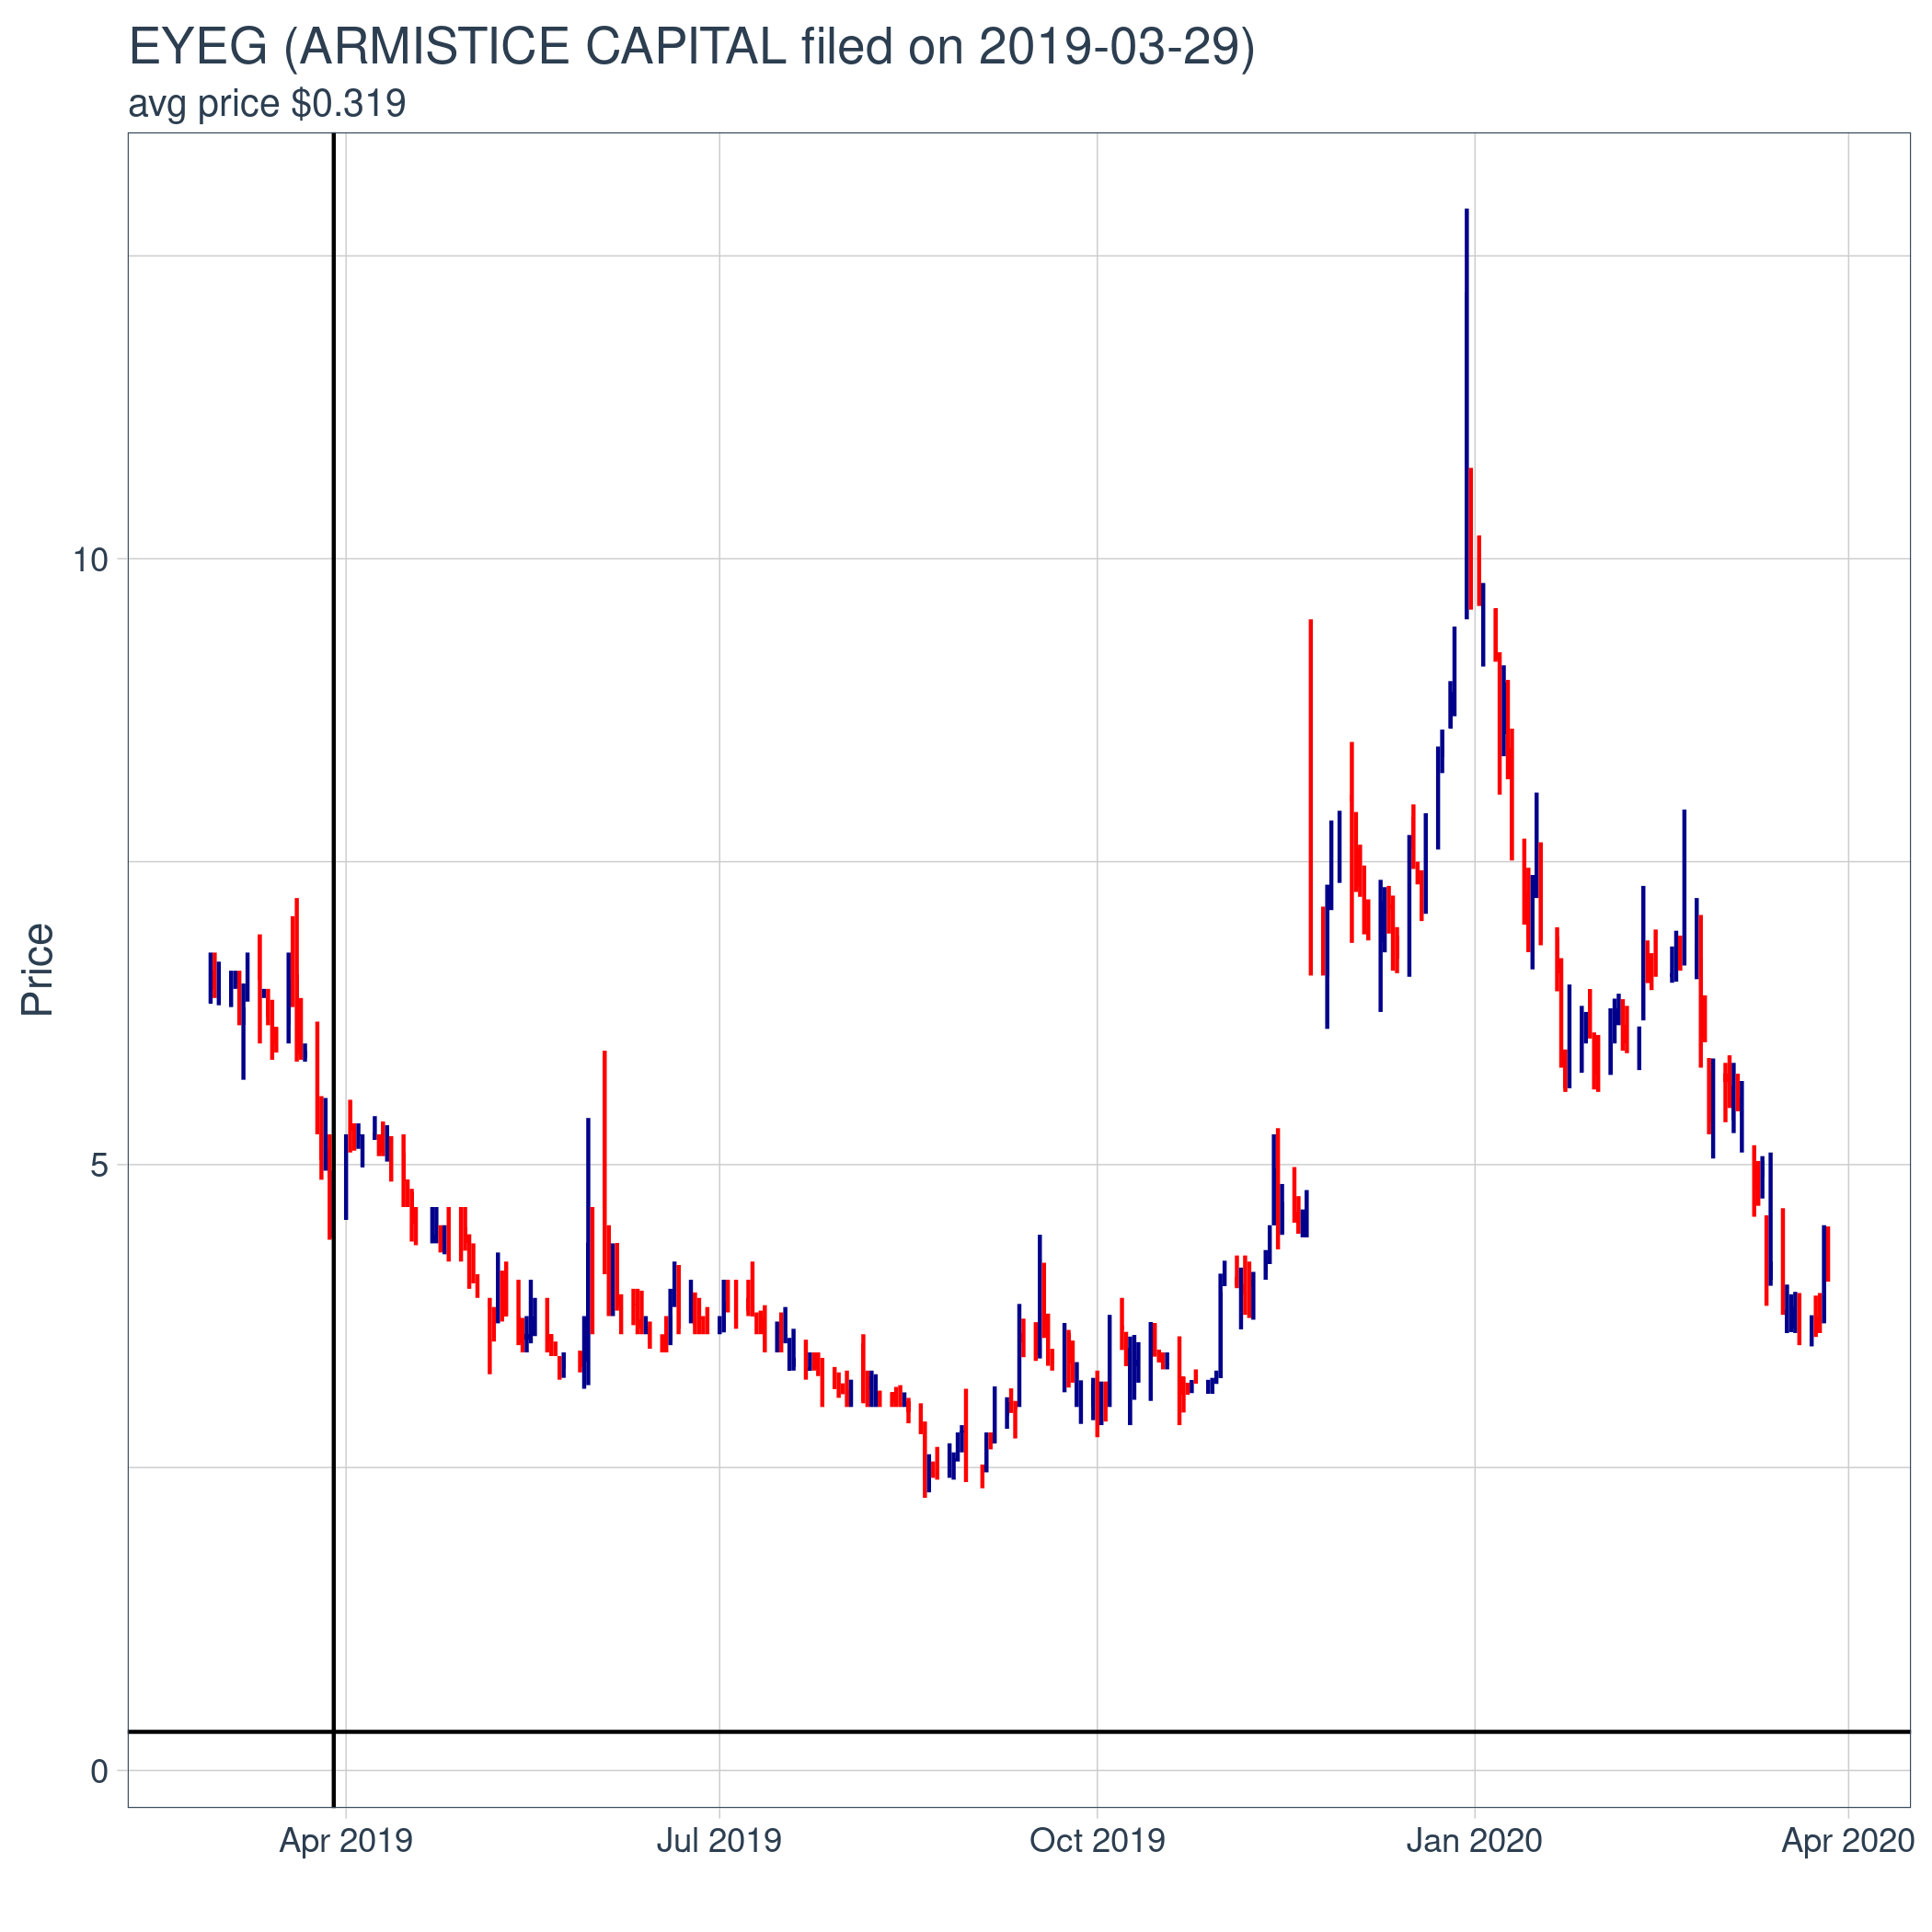 EYEG (ARMISTICE CAPITAL filed on 2019-03-29)
avg price $0.319
Price
10
5
0
Apr 2019
Jul 2019
Oct 2019
Jan 2020
Apr 2020